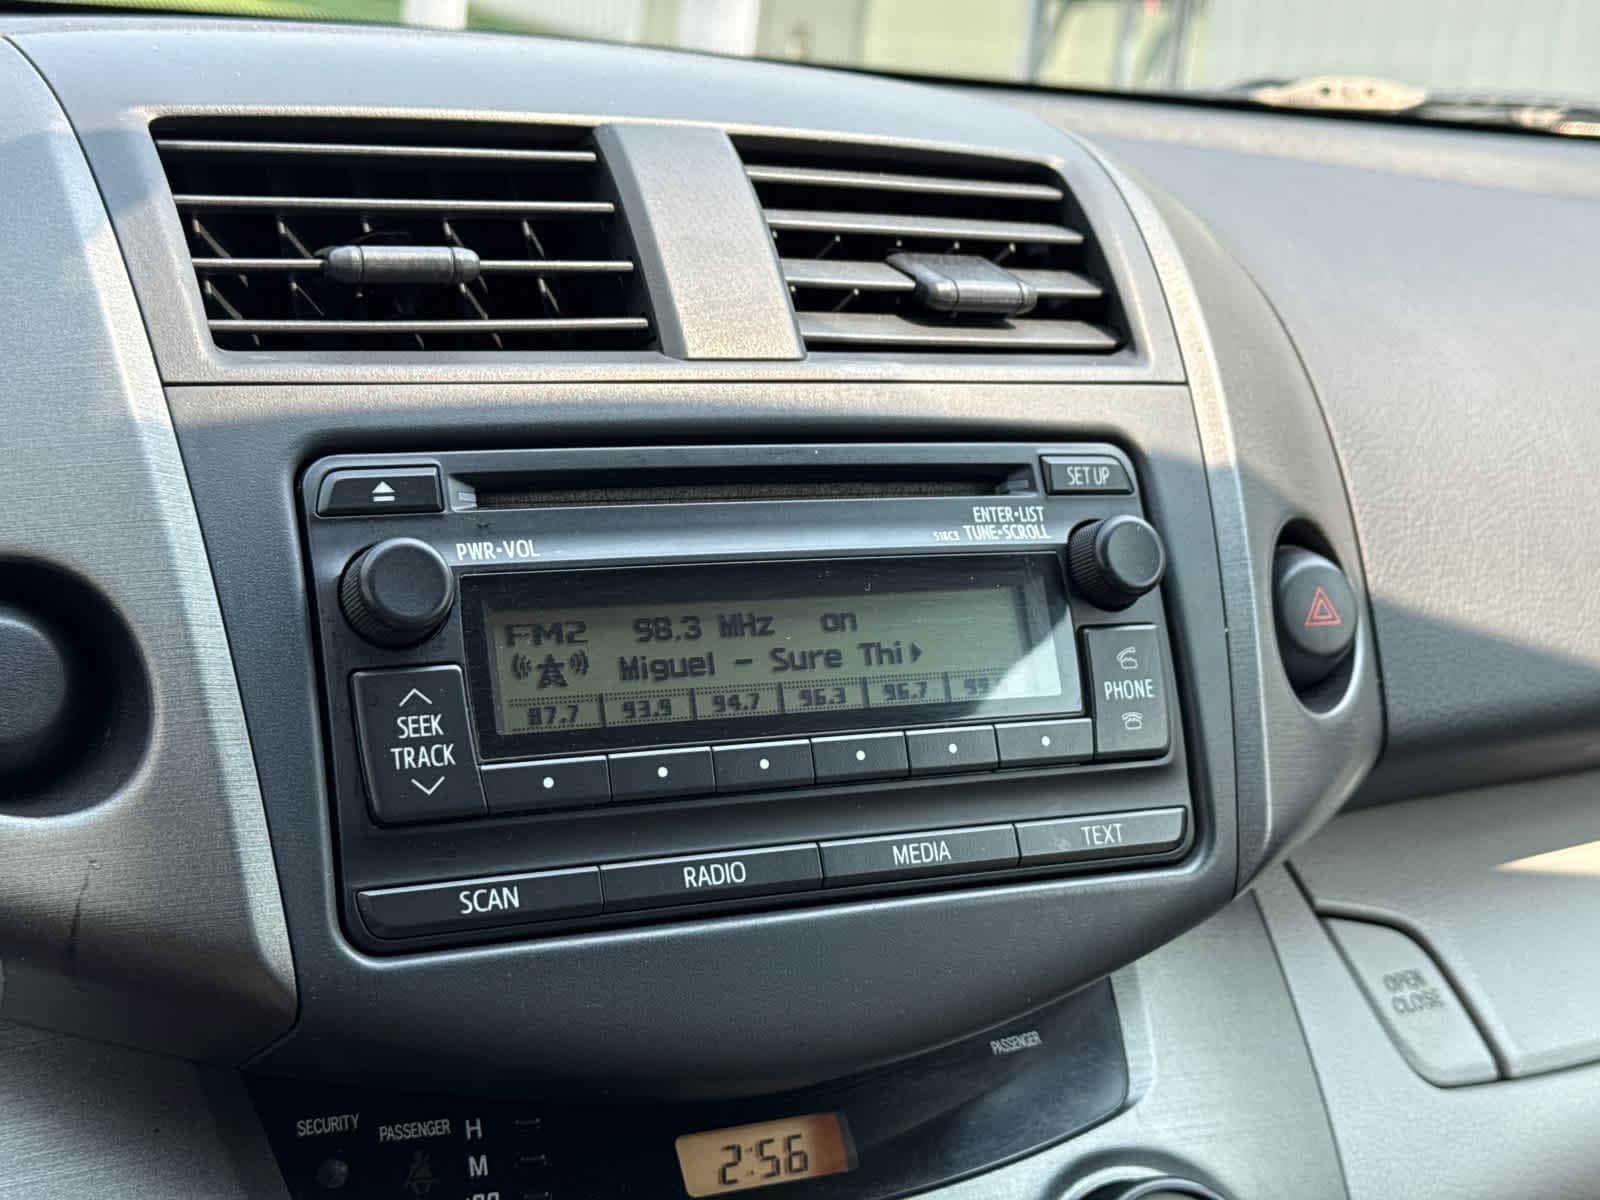 SET UP
ENTER•LIST
518C3 TUNE•SCROLL
PWR•VOL
FM2 98.3 MHz on
Miguel - Sure Thi
87.7 93.9 94.7 96.3 96.7
SEEK
TRACK
PHONE
SCAN RADIO MEDIA TEXT
OPEN
CLOSE
PASSENGER
SECURITY PASSENGER H
M
:00
2:56